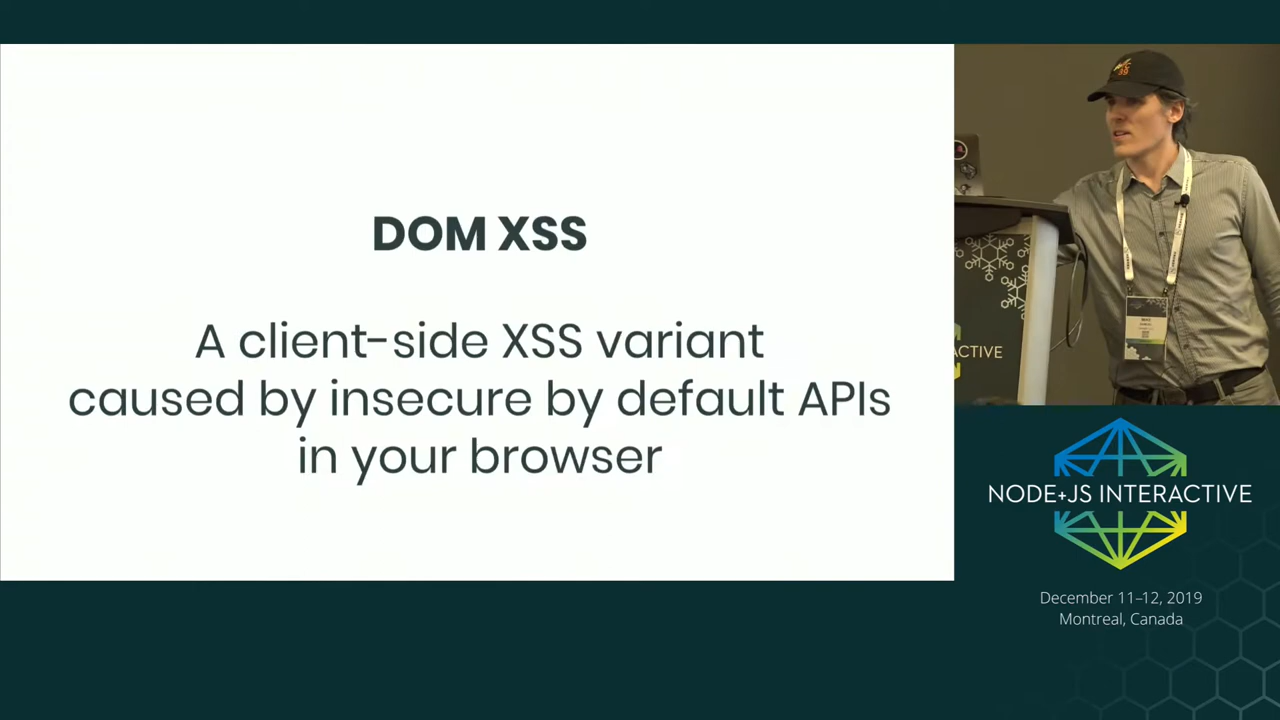 DOM XSS
A client-side XSS variant
caused by insecure by default APIs
in your browser
39
ACTIVE
NODE+JS INTERACTIVE
December 11–12, 2019
Montreal, Canada